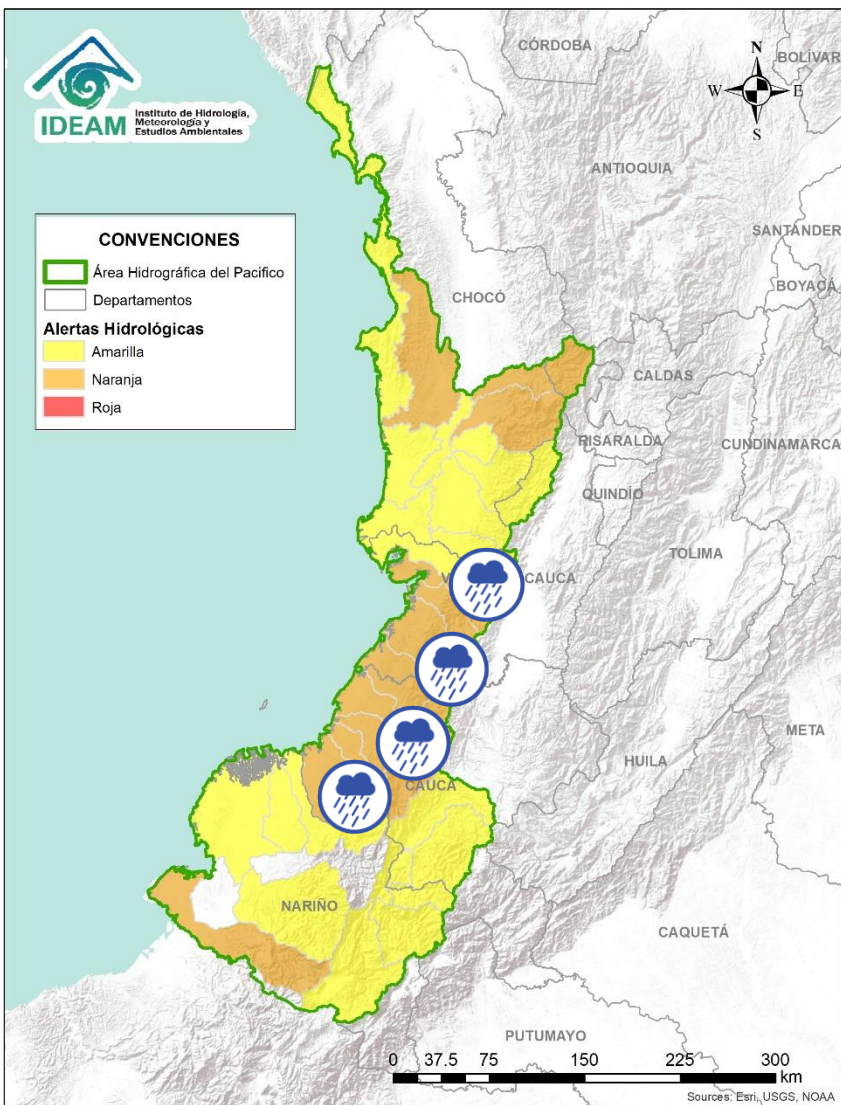 IDEAM
Instituto de Hidrología,
Meteorología y
Estudios Ambientales
N
W
E
S
CÓRDOBA
BOLÍVAR
ANTIOQUIA
SANTANDER
BOYACÁ
CHOCÓ
CALDAS
RISARALDA
CUNDINAMARCA
QUINDÍO
TOLIMA
CAUCA
META
HUILA
CAUCA
NARIÑO
CAQUETÁ
PUTUMAYO
CONVENCIONES
Área Hidrográfica del Pacifico
Departamentos
Alertas Hidrológicas
Amarilla
Naranja
Roja
0 37.5 75 150 225 300
km
Sources: Esri, USGS, NOAA